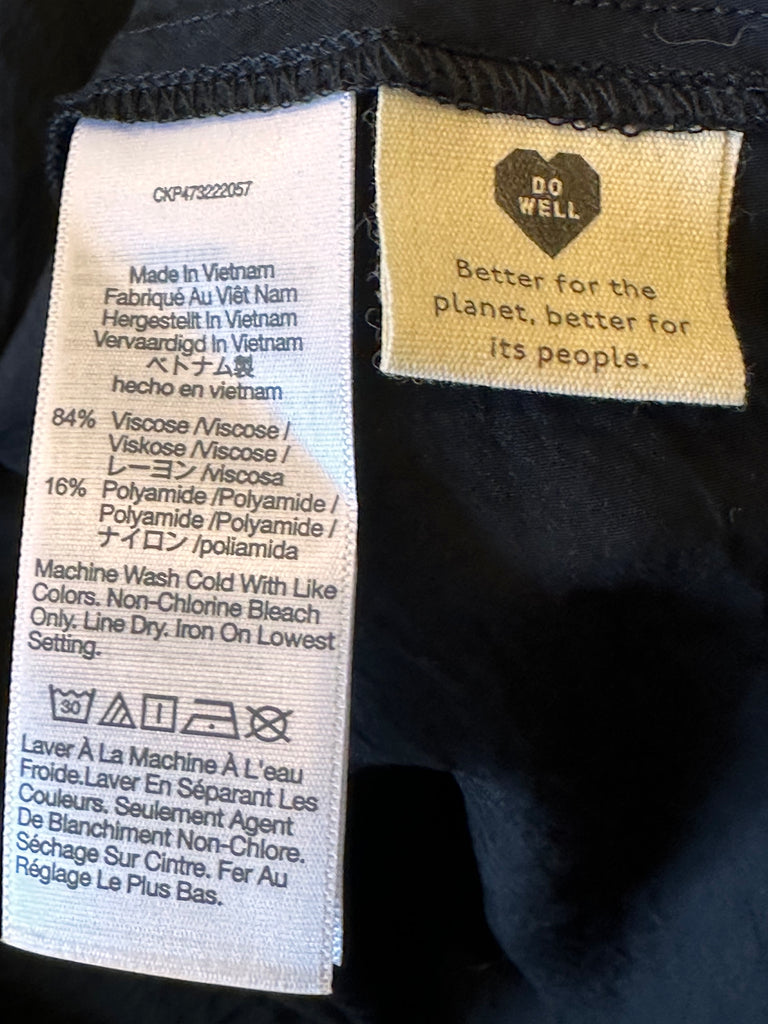 CKP473222057
Made In Vietnam
Fabriqué Au Viêt Nam
Hergestellt In Vietnam
Vervaardigd In Vietnam
ベトナム製
hecho en vietnam
84% Viscose /Viscose /
Viskose /Viscose /
レーヨン /viscosa
16% Polyamide /Polyamide /
Polyamide /Polyamide /
ナイロン /poliamida
Machine Wash Cold With Like
Colors. Non-Chlorine Bleach
Only. Line Dry. Iron On Lowest
Setting.
30
Laver À La Machine À L'eau
Froide.Laver En Séparant Les
Couleurs. Seulement Agent
De Blanchiment Non-Chlore.
Séchage Sur Cintre. Fer Au
Réglage Le Plus Bas.
DO
WELL
Better for the
planet, better for
its people.